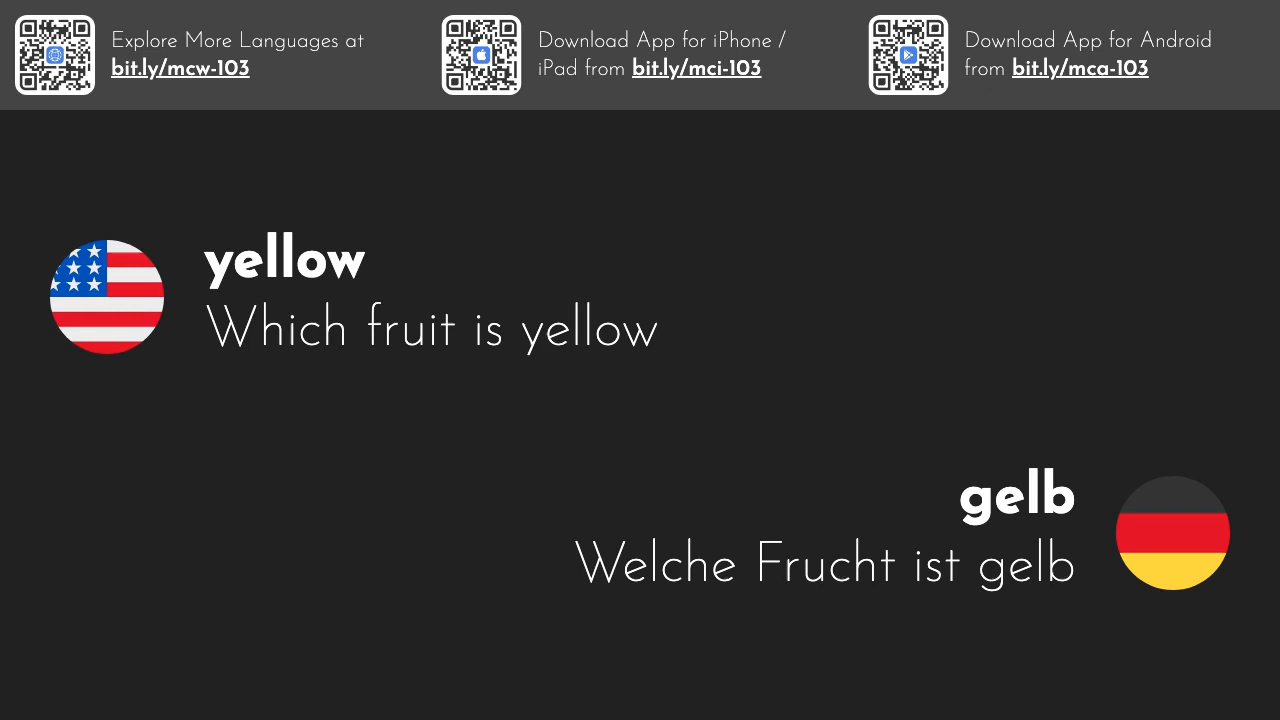 Explore More Languages at
bit.ly/mcw-103
Download App for iPhone /
iPad from bit.ly/mci-103
Download App for Android
from bit.ly/mca-103
yellow
Which fruit is yellow
gelb
Welche Frucht ist gelb